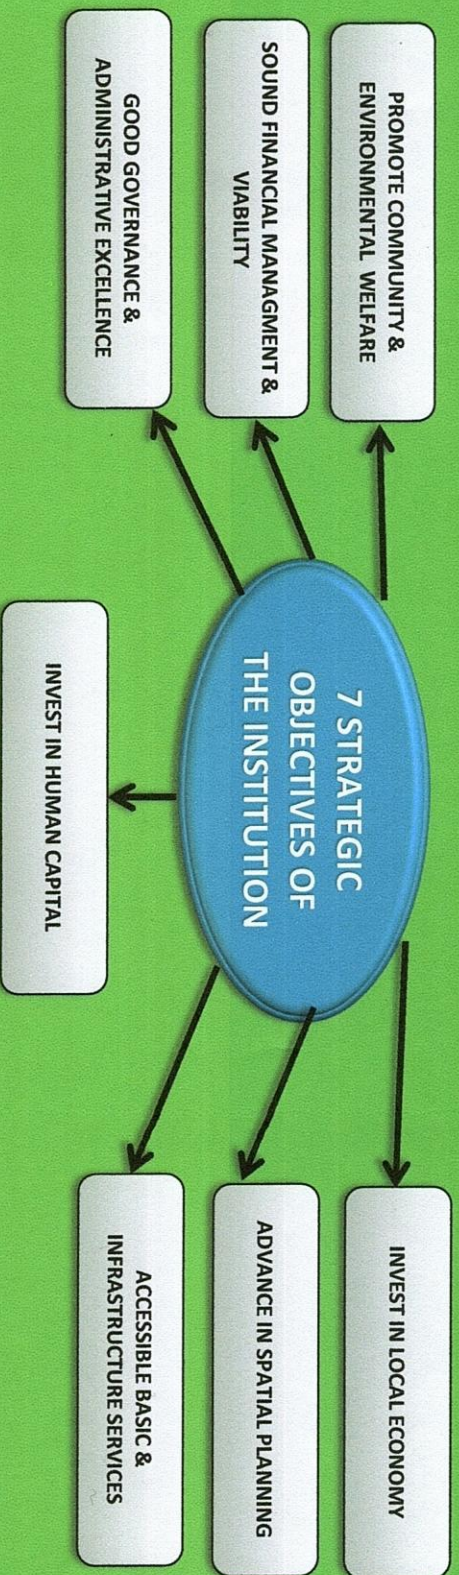 7 STRATEGIC
OBJECTIVES OF
THE INSTITUTION
PROMOTE COMMUNITY &
ENVIRONMENTAL WELFARE
SOUND FINANCIAL MANAGMENT &
VIABILITY
GOOD GOVERNANCE &
ADMINISTRATIVE EXCELLENCE
INVEST IN HUMAN CAPITAL
INVEST IN LOCAL ECONOMY
ADVANCE IN SPATIAL PLANNING
ACCESSIBLE BASIC &
INFRASTRUCTURE SERVICES